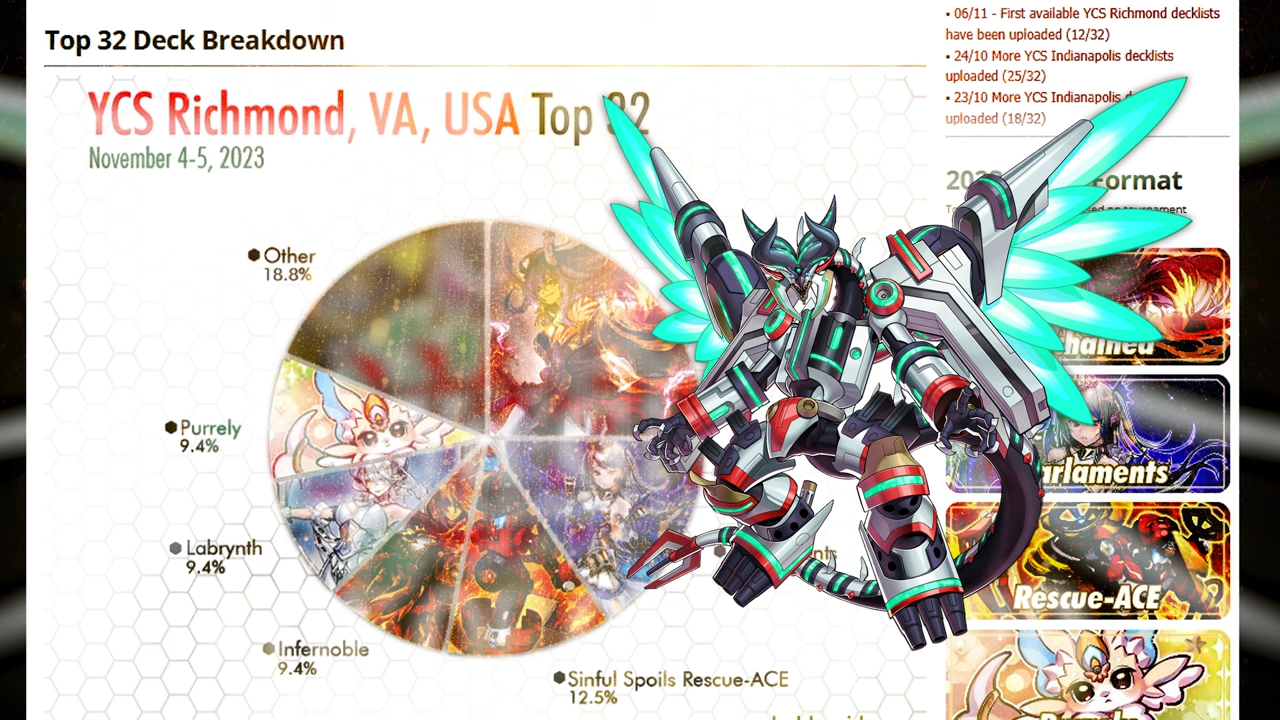 Top 32 Deck Breakdown
YCS Richmond, VA, USA Top 32
November 4-5, 2023
Other
18.8%
Purrely
9.4%
Labrynth
9.4%
Infernoble
9.4%
Sinful Spoils Rescue-ACE
12.5%
▪ 06/11 - First available YCS Richmond decklists
have been uploaded (12/32)
▪ 24/10 More YCS Indianapolis decklists
uploaded (25/32)
▪ 23/10 More YCS Indianapolis
uploaded (18/32)
Format
Rescue-ACE